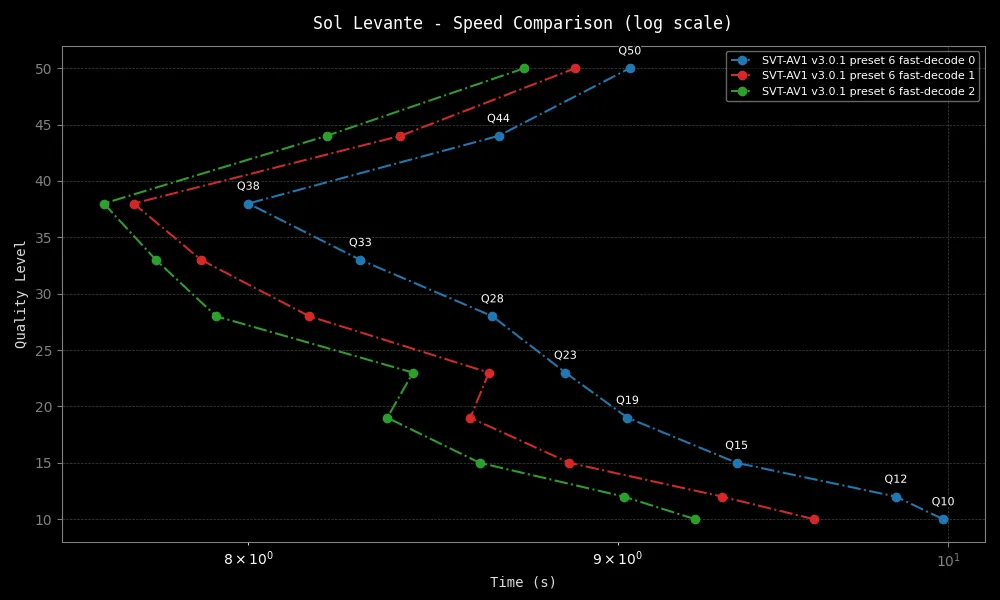 Sol Levante - Speed Comparison (log scale)
SVT-AV1 v3.0.1 preset 6 fast-decode 0
SVT-AV1 v3.0.1 preset 6 fast-decode 1
SVT-AV1 v3.0.1 preset 6 fast-decode 2
Quality Level
50
45
40
35
30
25
20
15
10
Q50
Q44
Q38
Q33
Q28
Q23
Q19
Q15
Q12
Q10
8 × 10⁰
9 × 10⁰
10¹
Time (s)